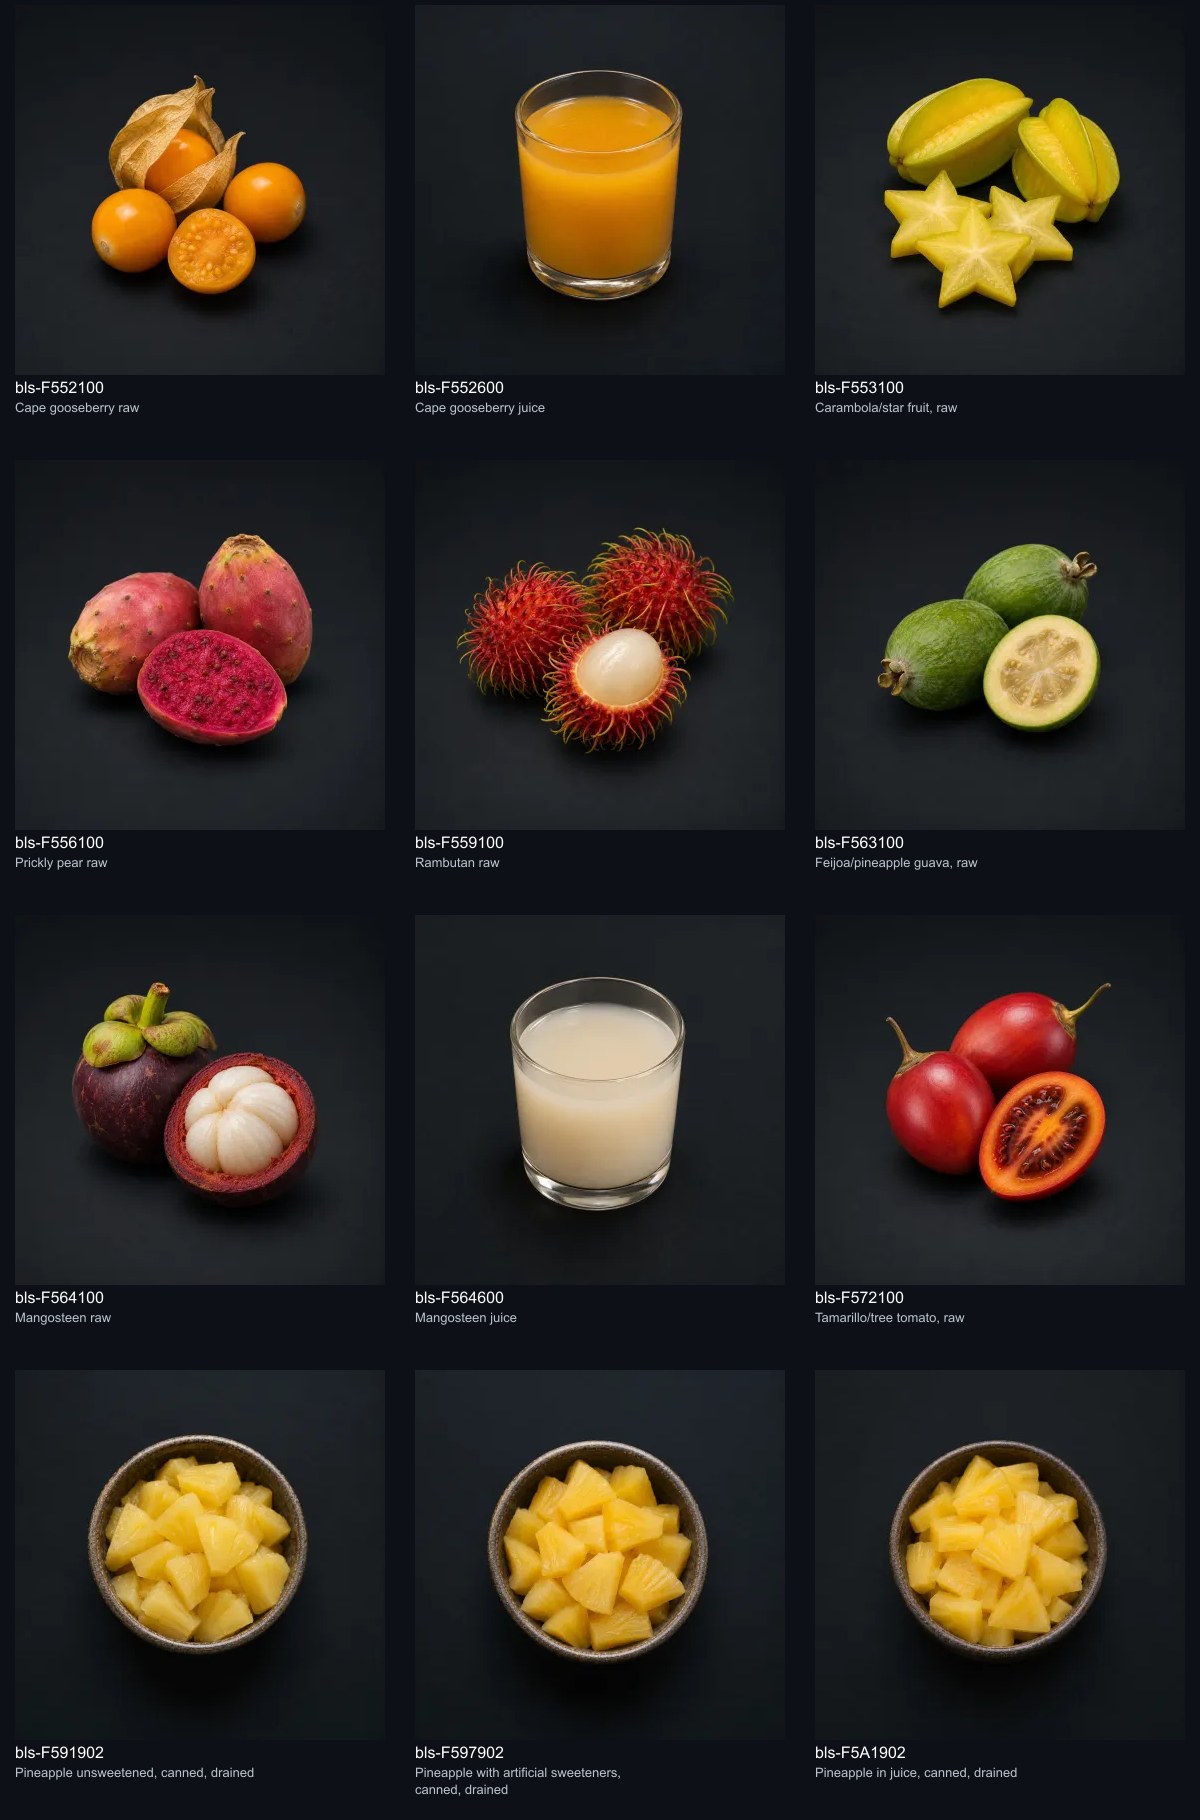 bls-F552100
Cape gooseberry raw
bls-F552600
Cape gooseberry juice
bls-F553100
Carambola/star fruit, raw
bls-F556100
Prickly pear raw
bls-F559100
Rambutan raw
bls-F563100
Feijoa/pineapple guava, raw
bls-F564100
Mangosteen raw
bls-F564600
Mangosteen juice
bls-F572100
Tamarillo/tree tomato, raw
bls-F591902
Pineapple unsweetened, canned, drained
bls-F597902
Pineapple with artificial sweeteners,
canned, drained
bls-F5A1902
Pineapple in juice, canned, drained